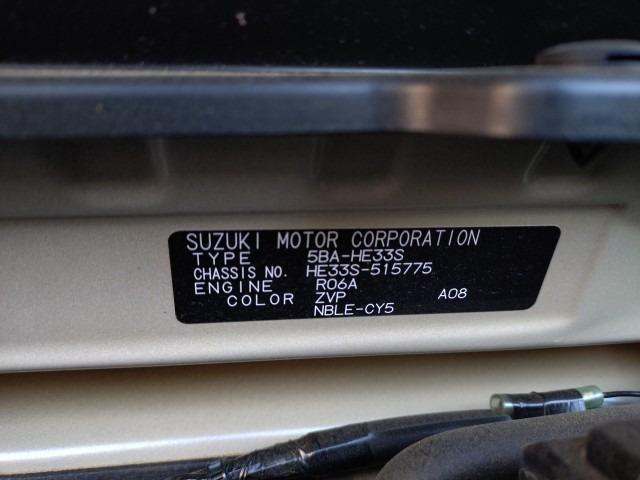 SUZUKI MOTOR CORPORATION
TYPE 5BA-HE33S
CHASSIS NO. HE33S-515775
ENGINE R06A
COLOR ZVP A08
NBLE-CY5